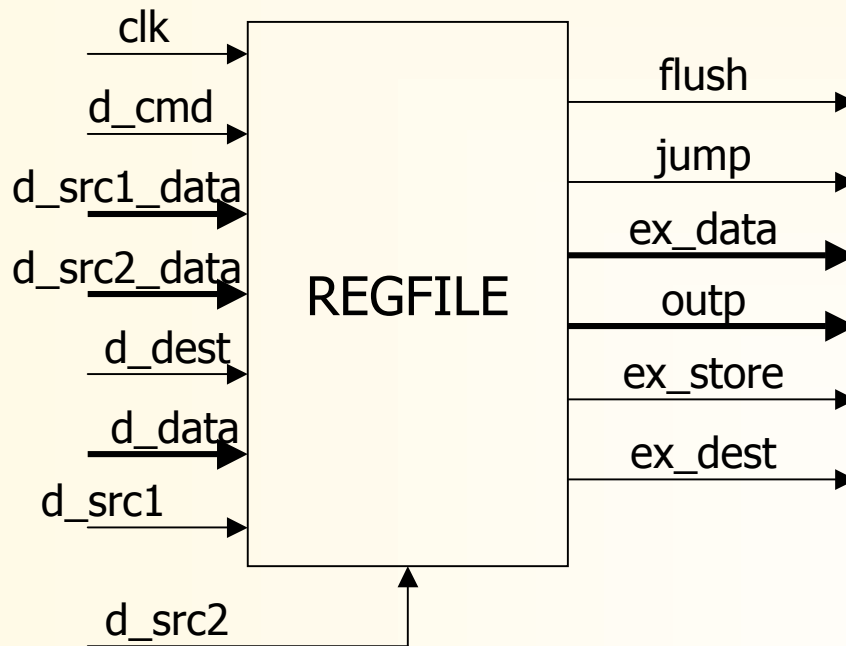 clk
d_cmd
d_src1_data
d_src2_data
d_dest
d_data
d_src1
d_src2
REGFILE
flush
jump
ex_data
outp
ex_store
ex_dest